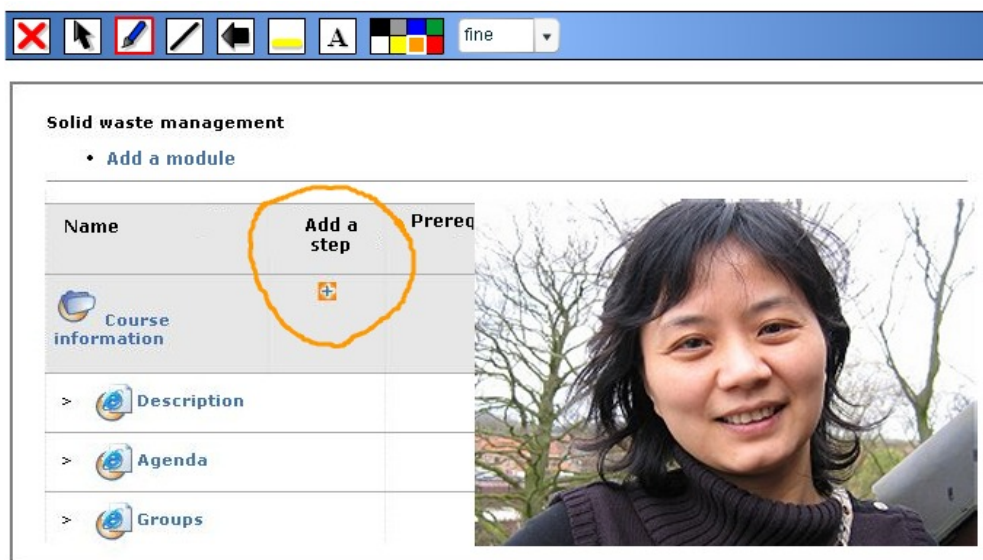 A
fine
Solid waste management
• Add a module
Name
Add a
step
Prereq
Course
information
> Description
> Agenda
> Groups